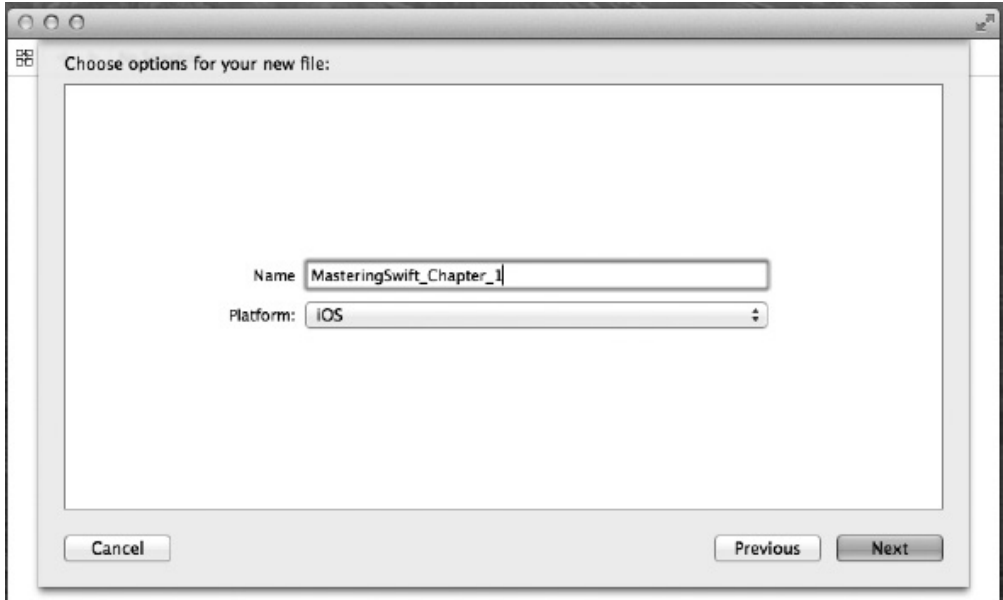 Choose options for your new file:
Name MasteringSwift_Chapter_1
Platform: iOS
Cancel Previous Next